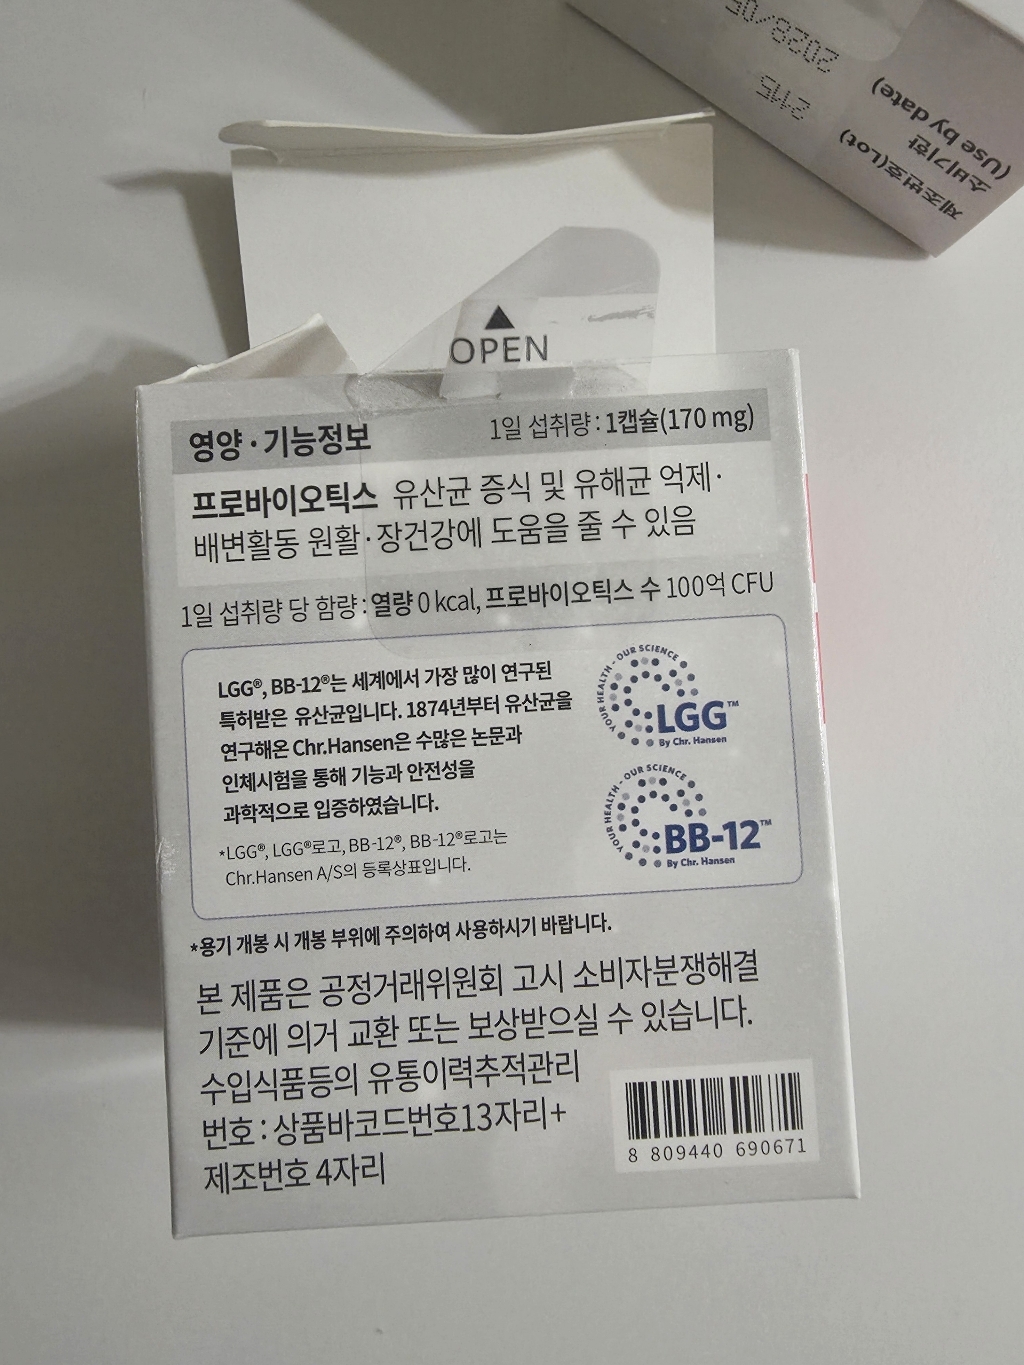 2028/05
2115
제조번호(Lot)
소비기한
(Use by date)
▲
OPEN
영양·기능정보 1일 섭취량:1캡슐(170 mg)
프로바이오틱스 유산균 증식 및 유해균 억제·
배변활동 원활·장건강에 도움을 줄 수 있음
1일 섭취량 당 함량:열량 0 kcal, 프로바이오틱스 수 100억 CFU
LGG®, BB-12®는 세계에서 가장 많이 연구된
특허받은 유산균입니다. 1874년부터 유산균을
연구해온 Chr.Hansen은 수많은 논문과
인체시험을 통해 기능과 안전성을
과학적으로 입증하였습니다.
*LGG®, LGG®로고, BB-12®, BB-12®로고는
Chr.Hansen A/S의 등록상표입니다.
YOUR HEALTH - OUR SCIENCE
LGG™
By Chr. Hansen
YOUR HEALTH - OUR SCIENCE
BB-12™
By Chr. Hansen
*용기 개봉 시 개봉 부위에 주의하여 사용하시기 바랍니다.
본 제품은 공정거래위원회 고시 소비자분쟁해결
기준에 의거 교환 또는 보상받으실 수 있습니다.
수입식품등의 유통이력추적관리
번호:상품바코드번호13자리+
제조번호 4자리
8 809440 690671